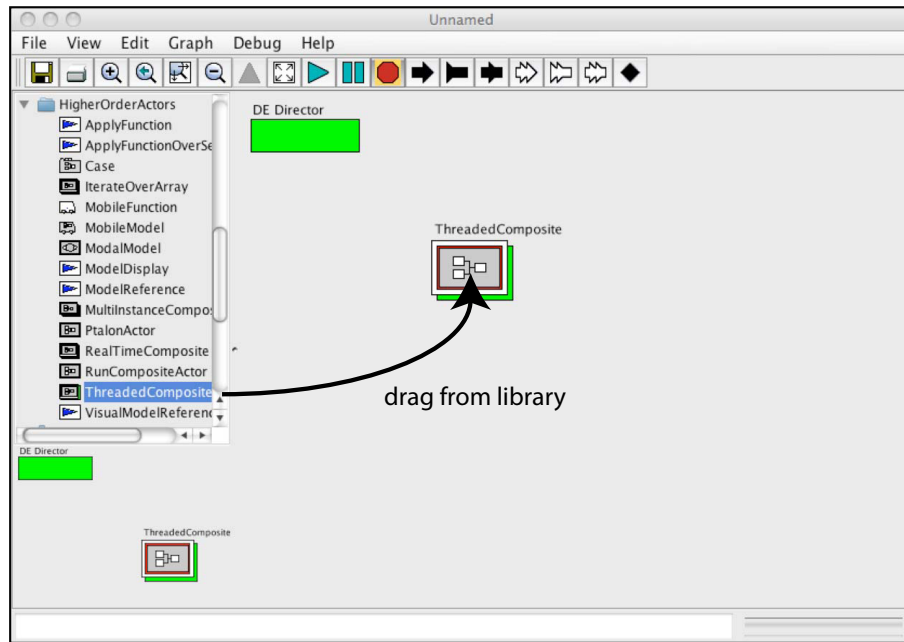 Unnamed
File View Edit Graph Debug Help
HigherOrderActors
ApplyFunction
ApplyFunctionOverSe
Case
IterateOverArray
MobileFunction
MobileModel
ModalModel
ModelDisplay
ModelReference
MultiInstanceCompos
PtalonActor
RealTimeComposite
RunCompositeActor
ThreadedComposite
VisualModelReferenc
DE Director
ThreadedComposite
drag from library
DE Director
ThreadedComposite